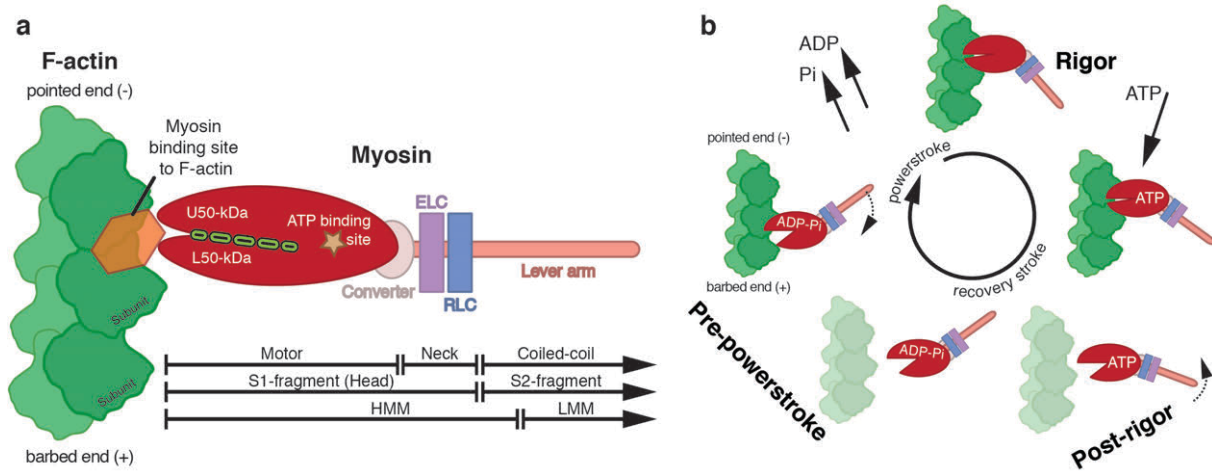 a
F-actin
pointed end (-)
Myosin
binding site
to F-actin
Myosin
U50-kDa
L50-kDa
ATP binding
site
ELC
Converter
RLC
Lever arm
Subunit
Subunit
barbed end (+)
Motor
Neck
Coiled-coil
S1-fragment (Head)
S2-fragment
HMM
LMM
b
ADP
Pi
Rigor
ATP
pointed end (-)
powerstroke
ATP
ADP-Pi
barbed end (+)
recovery stroke
Pre-powerstroke
ADP-Pi
ATP
Post-rigor